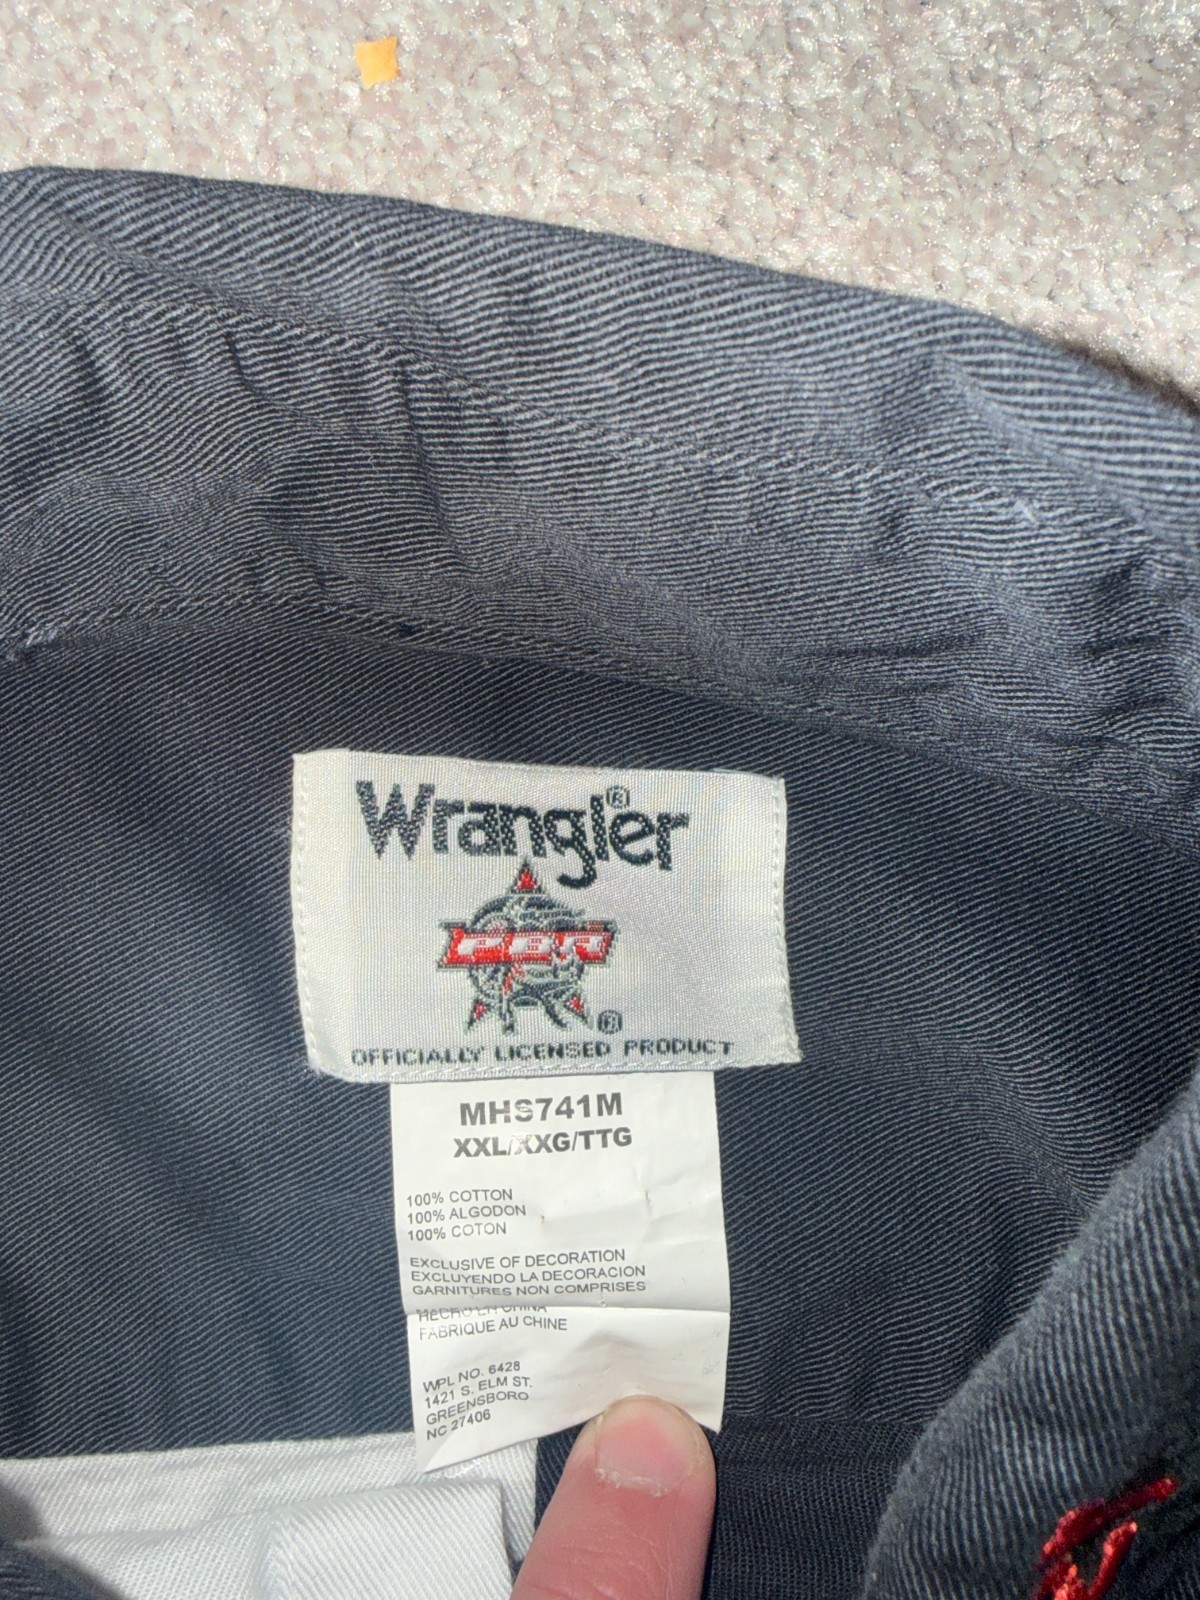 Wrangler®
PBR
®
OFFICIALLY LICENSED PRODUCT
MHS741M
XXL/XXG/TTG
100% COTTON
100% ALGODON
100% COTON
EXCLUSIVE OF DECORATION
EXCLUYENDO LA DECORACION
GARNITURES NON COMPRISES
HECHO EN CHINA
FABRIQUE AU CHINE
WPL NO. 6428
1421 S. ELM ST.
GREENSBORO
NC 27406